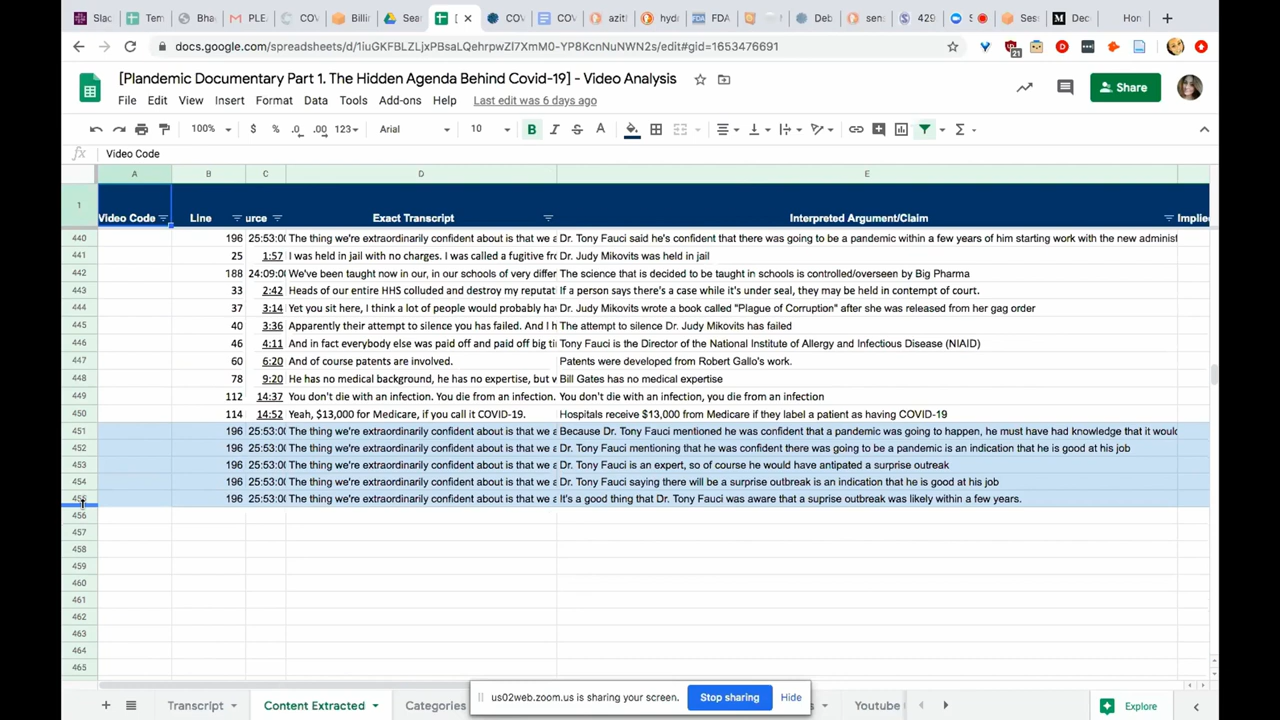 Slac Tem Bha PLE/ COV Billir Sea [ COV COV azit hydr FDA sen Deb sen 429 Ses Dec Hon
docs.google.com/spreadsheets/d/1iuGKFBLZLjxPBsaLQehrpwZI7XmM0-YP8KcnNuNWN2s/edit#gid=1653476691 21
[Plandemic Documentary Part 1. The Hidden Agenda Behind Covid-19] - Video Analysis
File Edit View Insert Format Data Tools Add-ons Help Last edit was 6 days ago Share
100% $ % .0 .00 123 Arial 10 B I S A Σ
fx Video Code
A B C D E
1 Video Code Line urce Exact Transcript Interpreted Argument/Claim Implied
440 196 25:53:0 The thing we're extraordinarily confident about is that we a Dr. Tony Fauci said he's confident that there was going to be a pandemic within a few years of him starting work with the new administ
441 25 1:57 I was held in jail with no charges. I was called a fugitive fr Dr. Judy Mikovits was held in jail
442 188 24:09:0 We've been taught now in our, in our schools of very differ The science that is decided to be taught in schools is controlled/overseen by Big Pharma
443 33 2:42 Heads of our entire HHS colluded and destroy my reputat If a person says there's a case while it's under seal, they may be held in contempt of court.
444 37 3:14 Yet you sit here, I think a lot of people would probably ha Dr. Judy Mikovits wrote a book called "Plague of Corruption" after she was released from her gag order
445 40 3:36 Apparently their attempt to silence you has failed. And I h The attempt to silence Dr. Judy Mikovits has failed
446 46 4:11 And in fact everybody else was paid off and paid off big ti Tony Fauci is the Director of the National Institute of Allergy and Infectious Disease (NIAID)
447 60 6:20 And of course patents are involved. Patents were developed from Robert Gallo's work.
448 78 9:20 He has no medical background, he has no expertise, but w Bill Gates has no medical expertise
449 112 14:37 You don't die with an infection. You die from an infection. You don't die with an infection, you die from an infection
450 114 14:52 Yeah, $13,000 for Medicare, if you call it COVID-19. Hospitals receive $13,000 from Medicare if they label a patient as having COVID-19
451 196 25:53:0 The thing we're extraordinarily confident about is that we a Because Dr. Tony Fauci mentioned he was confident that a pandemic was going to happen, he must have had knowledge that it woul
452 196 25:53:0 The thing we're extraordinarily confident about is that we a Dr. Tony Fauci mentioning that he was confident there was going to be a pandemic is an indication that he is good at his job
453 196 25:53:0 The thing we're extraordinarily confident about is that we a Dr. Tony Fauci is an expert, so of course he would have antipated a surprise outreak
454 196 25:53:0 The thing we're extraordinarily confident about is that we a Dr. Tony Fauci saying there will be a surprise outbreak is an indication that he is good at his job
455 196 25:53:0 The thing we're extraordinarily confident about is that we a It's a good thing that Dr. Tony Fauci was aware that a suprise outbreak was likely within a few years.
456
457
458
459
460
461
462
463
464
465
us02web.zoom.us is sharing your screen. Stop sharing Hide
Transcript Content Extracted Categories Youtube Explore